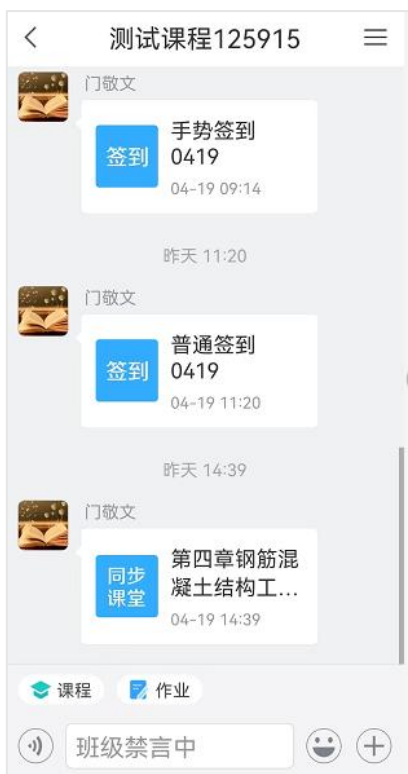 测试课程125915
门敬文
签到
手势签到
0419
04-19 09:14
昨天 11:20
门敬文
签到
普通签到
0419
04-19 11:20
昨天 14:39
门敬文
同步
课堂
第四章钢筋混
凝土结构工...
04-19 14:39
课程
作业
班级禁言中